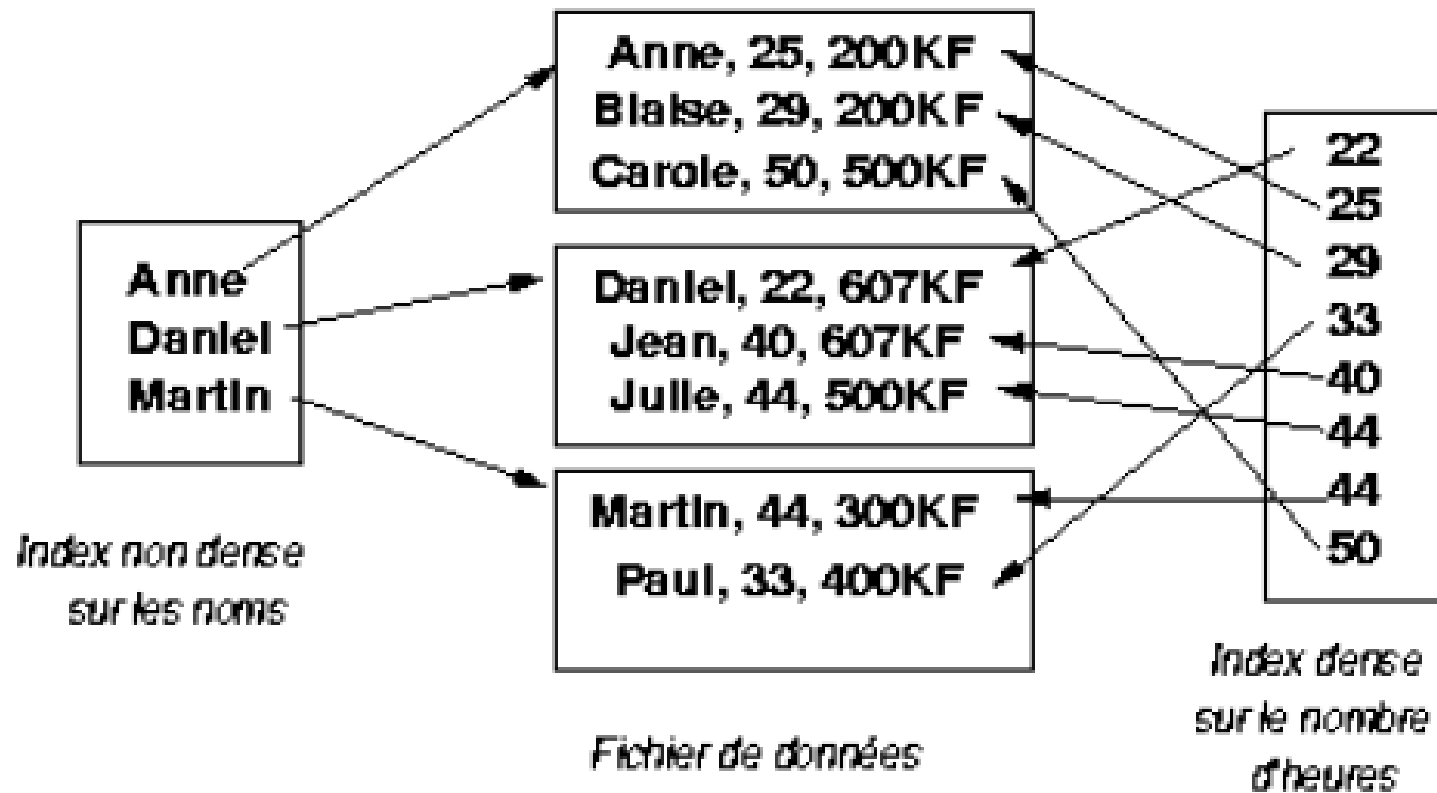 Anne
Daniel
Martin
Index non dense
sur les noms
Anne, 25, 200KF
Blaise, 29, 200KF
Carole, 50, 500KF
Daniel, 22, 607KF
Jean, 40, 607KF
Julie, 44, 500KF
Martin, 44, 300KF
Paul, 33, 400KF
Fichier de données
22
25
29
33
40
44
44
50
Index dense
sur le nombre
d'heures